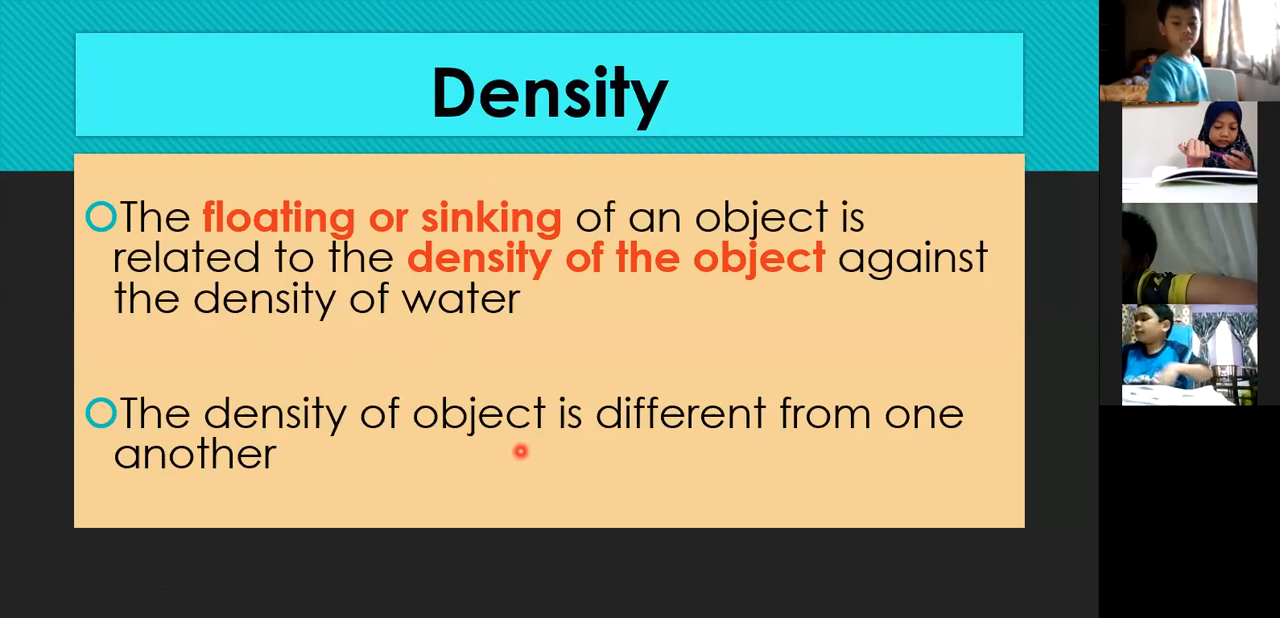 Density
The floating or sinking of an object is
related to the density of the object against
the density of water
The density of object is different from one
another